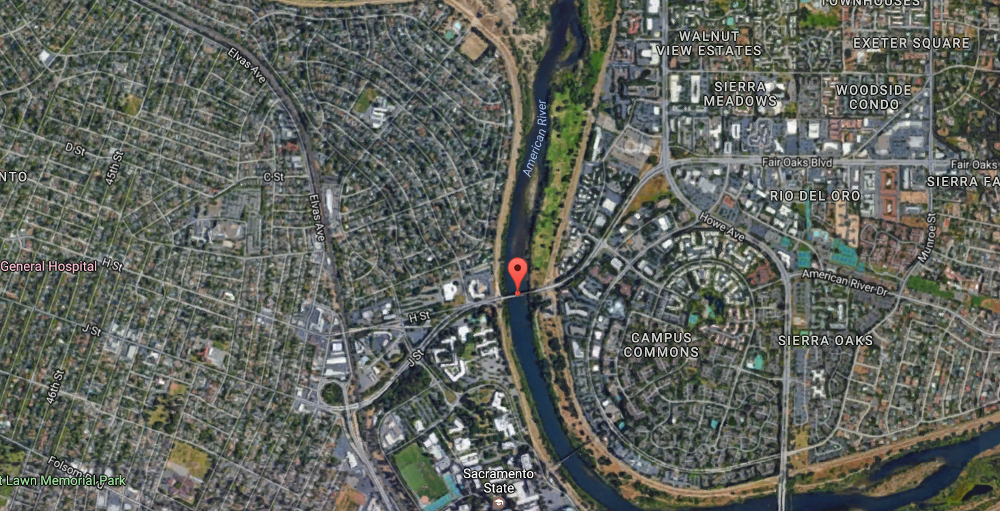 TOWNHOUSES
WALNUT
VIEW ESTATES
EXETER SQUARE
Elvas Ave
SIERRA
MEADOWS
WOODSIDE
CONDO
American River
D St
45th St
NTO
C St
Fair Oaks Blvd
Fair Oaks
SIERRA FA
RIO DEL ORO
Elvas Ave
Howe Ave
Munroe St
General Hospital
H St
American River Dr
H St
J St
CAMPUS
COMMONS
SIERRA OAKS
J St
46th St
Folsom
t Lawn Memorial Park
Sacramento
State